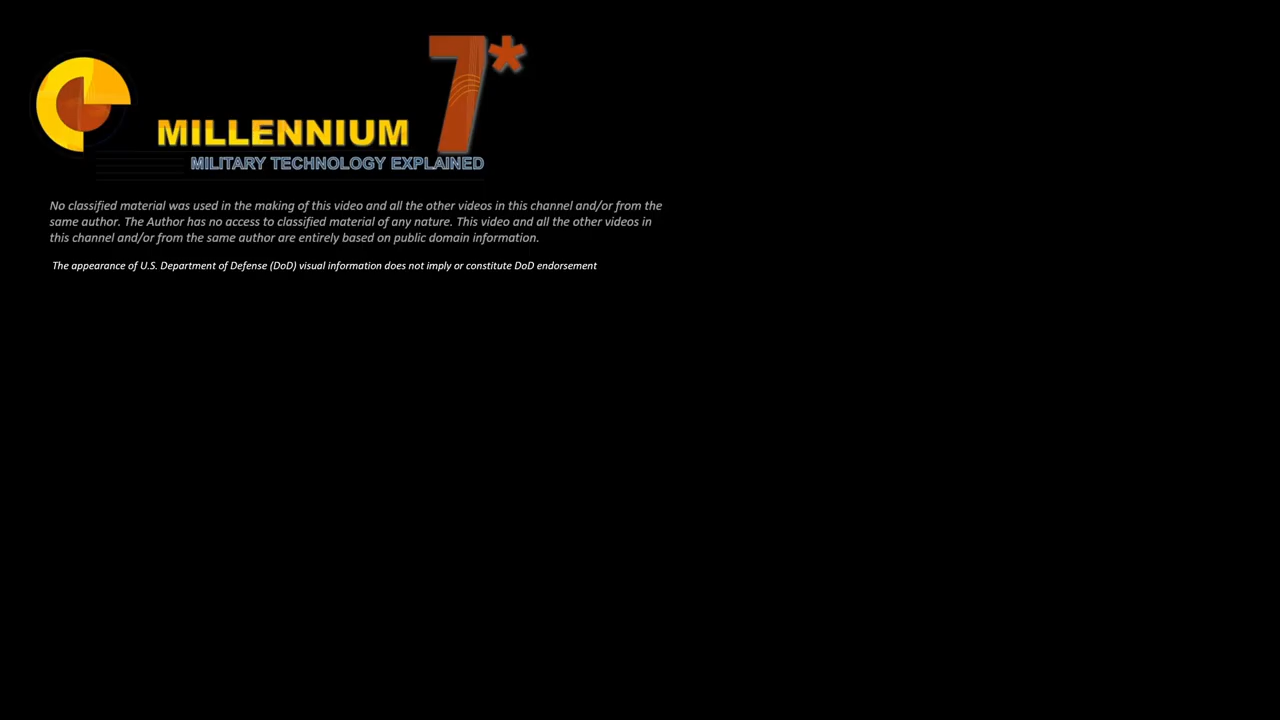 7*
MILLENNIUM
MILITARY TECHNOLOGY EXPLAINED
No classified material was used in the making of this video and all the other videos in this channel and/or from the
same author. The Author has no access to classified material of any nature. This video and all the other videos in
this channel and/or from the same author are entirely based on public domain information.
The appearance of U.S. Department of Defense (DoD) visual information does not imply or constitute DoD endorsement